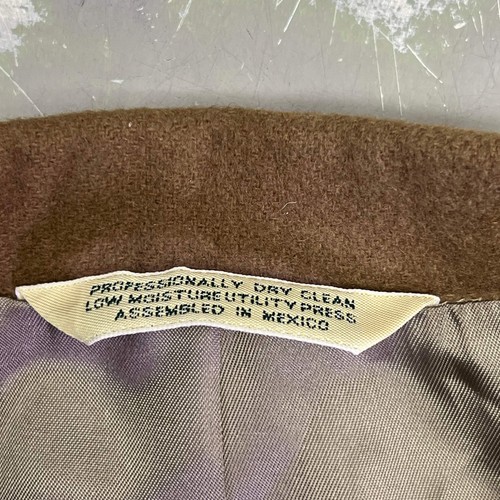 PROFESSIONALLY DRY CLEAN
LOW MOISTURE UTILITY PRESS
ASSEMBLED IN MEXICO